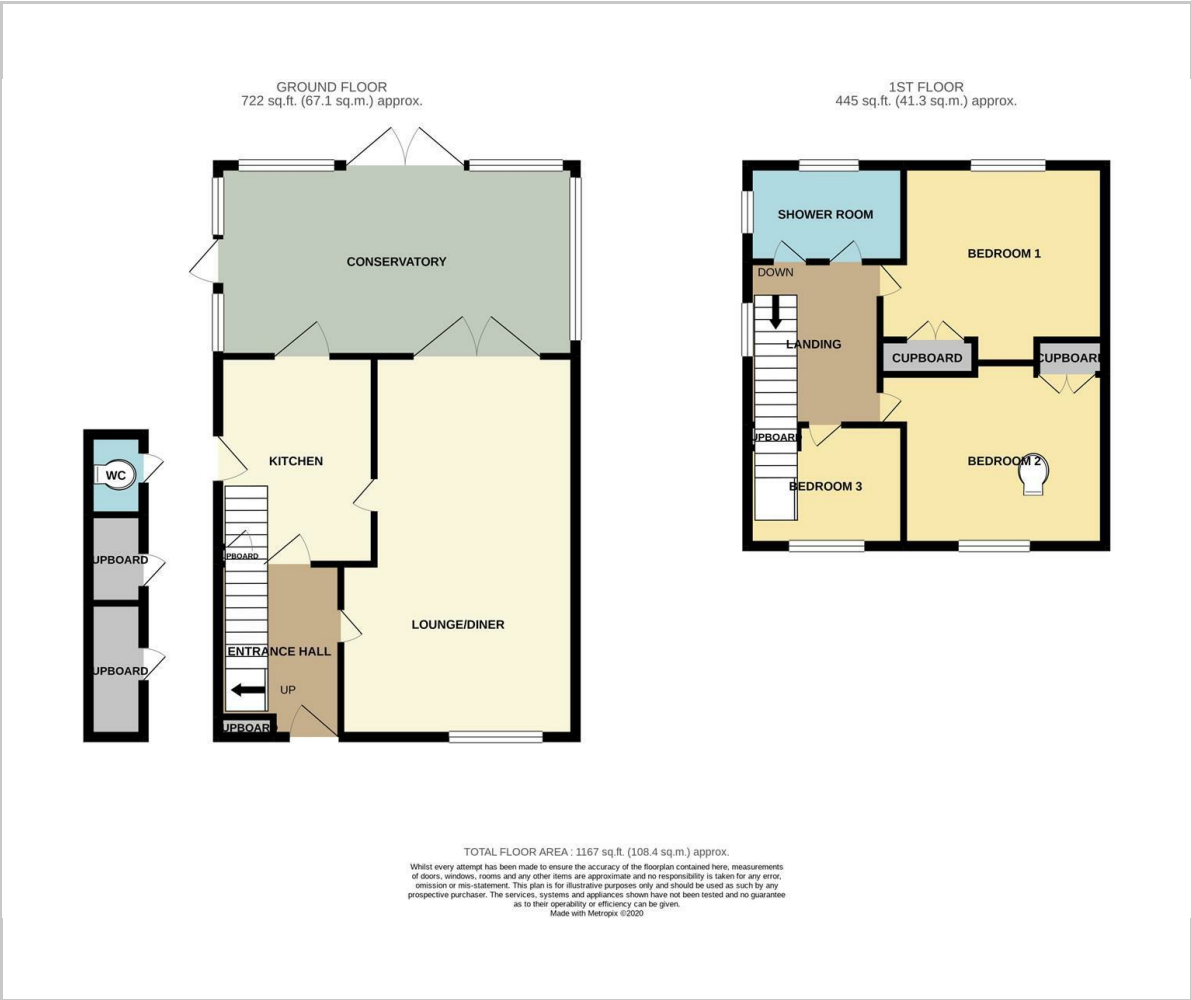 GROUND FLOOR
722 sq.ft. (67.1 sq.m.) approx.
1ST FLOOR
445 sq.ft. (41.3 sq.m.) approx.
CONSERVATORY
KITCHEN
WC
UPBOARD
UPBOARD
PBOARD
LOUNGE/DINER
ENTRANCE HALL
UP
UPBOARD
SHOWER ROOM
BEDROOM 1
DOWN
LANDING
CUPBOARD
CUPBOARD
UPBOARD
BEDROOM 2
BEDROOM 3
TOTAL FLOOR AREA : 1167 sq.ft. (108.4 sq.m.) approx.
Whilst every attempt has been made to ensure the accuracy of the floorplan contained here, measurements
of doors, windows, rooms and any other items are approximate and no responsibility is taken for any error,
omission or mis-statement. This plan is for illustrative purposes only and should be used as such by any
prospective purchaser. The services, systems and appliances shown have not been tested and no guarantee
as to their operability or efficiency can be given.
Made with Metropix ©2020